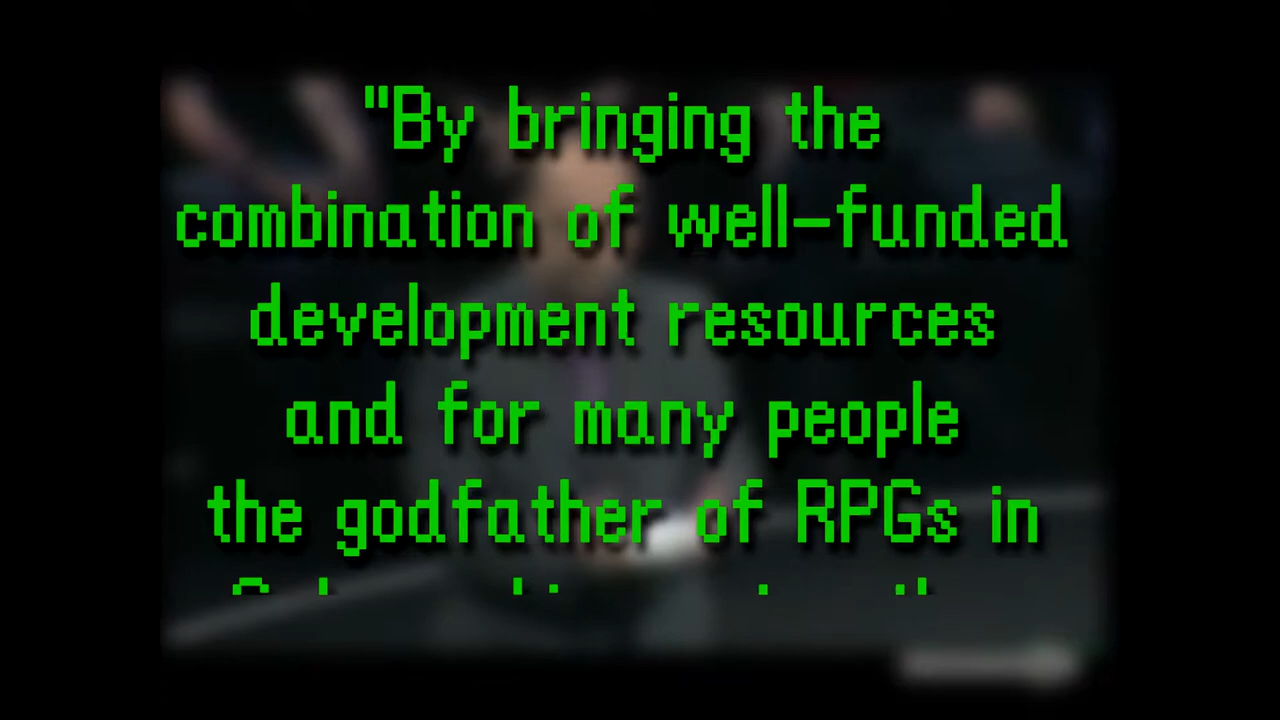 "By bringing the
combination of well-funded
development resources
and for many people
the godfather of RPGs in